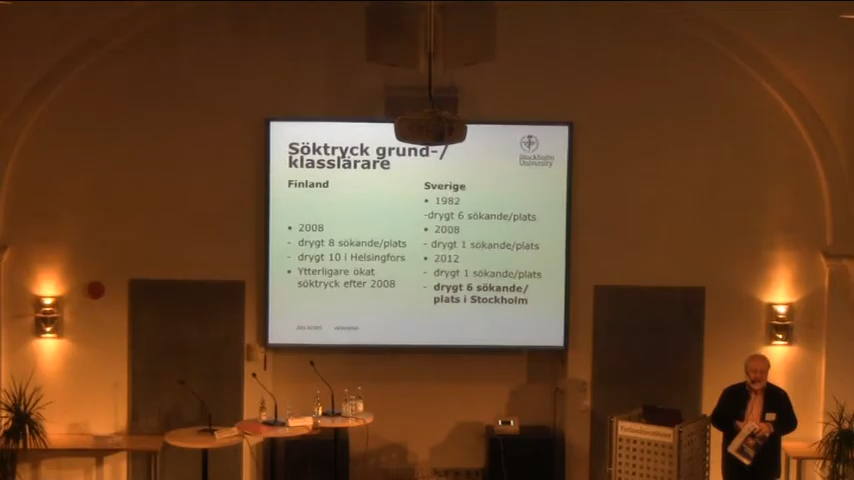 Söktryck grund-/
klasslärare
Stockholm
University
Finland
• 2008
- drygt 8 sökande/plats
- drygt 10 i Helsingfors
• Ytterligare ökat
söktryck efter 2008
Sverige
• 1982
-drygt 6 sökande/plats
• 2008
- drygt 1 sökande/plats
• 2012
- drygt 1 sökande/plats
- drygt 6 sökande/
plats i Stockholm